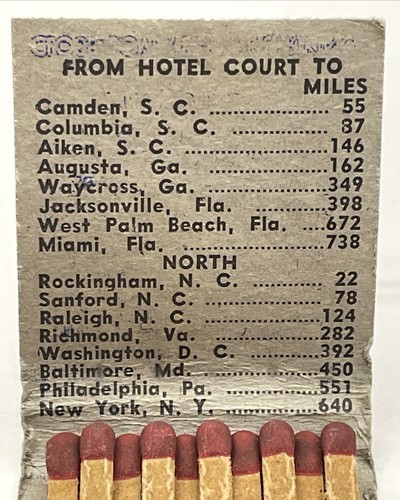 FROM HOTEL COURT TO
MILES
Camden, S. C. ................ 55
Columbia, S. C. ............. 87
Aiken, S. C. ................... 146
Augusta, Ga. ................. 162
Waycross, Ga. ............... 349
Jacksonville, Fla. .......... 398
West Palm Beach, Fla. ....672
Miami, Fla. .................... 738
NORTH
Rockingham, N. C. ......... 22
Sanford, N. C. ................ 78
Raleigh, N. C. ................ 124
Richmond, Va. ............... 282
Washington, D. C. .......... 392
Baltimore, Md. ............... 450
Philadelphia, Pa. ............ 551
New York, N. Y. ..............640